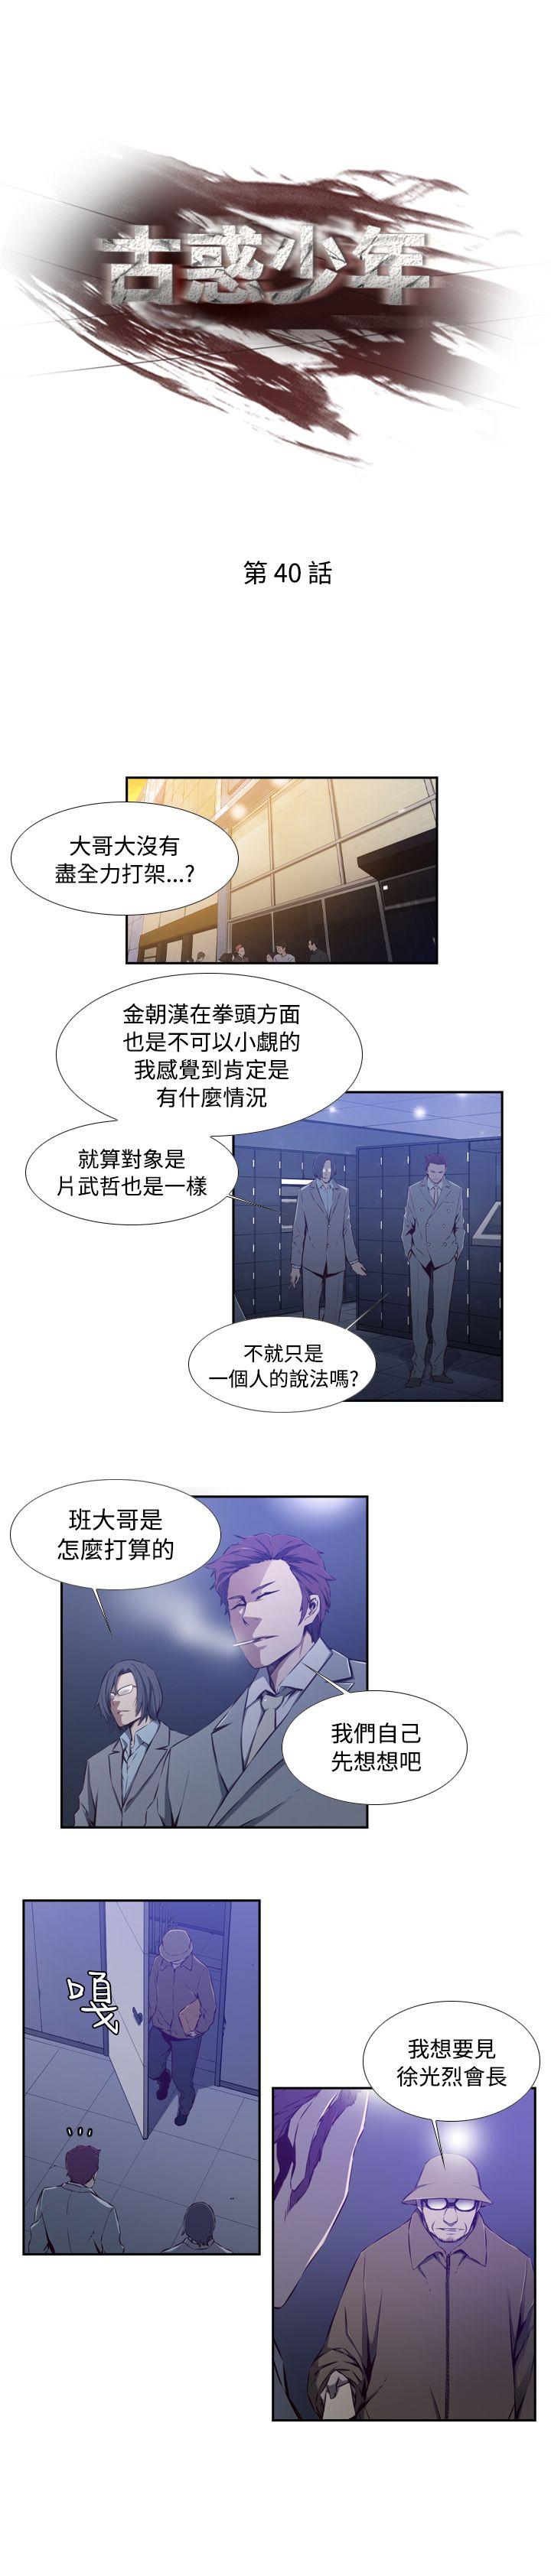 古惑少年
第 40 話
大哥大沒有
盡全力打架...?
金朝漢在拳頭方面
也是不可以小覷的
我感覺到肯定是
有什麼情況
就算對象是
片武哲也是一樣
不就只是
一個人的說法嗎?
班大哥是
怎麼打算的
我們自己
先想想吧
嘎
我想要見
徐光烈會長